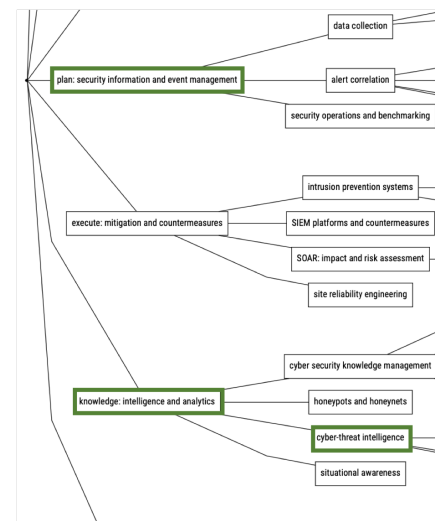 data collection
plan: security information and event management
alert correlation
security operations and benchmarking
intrusion prevention systems
execute: mitigation and countermeasures
SIEM platforms and countermeasures
SOAR: impact and risk assessment
site reliability engineering
cyber security knowledge management
knowledge: intelligence and analytics
honeypots and honeynets
cyber-threat intelligence
situational awareness